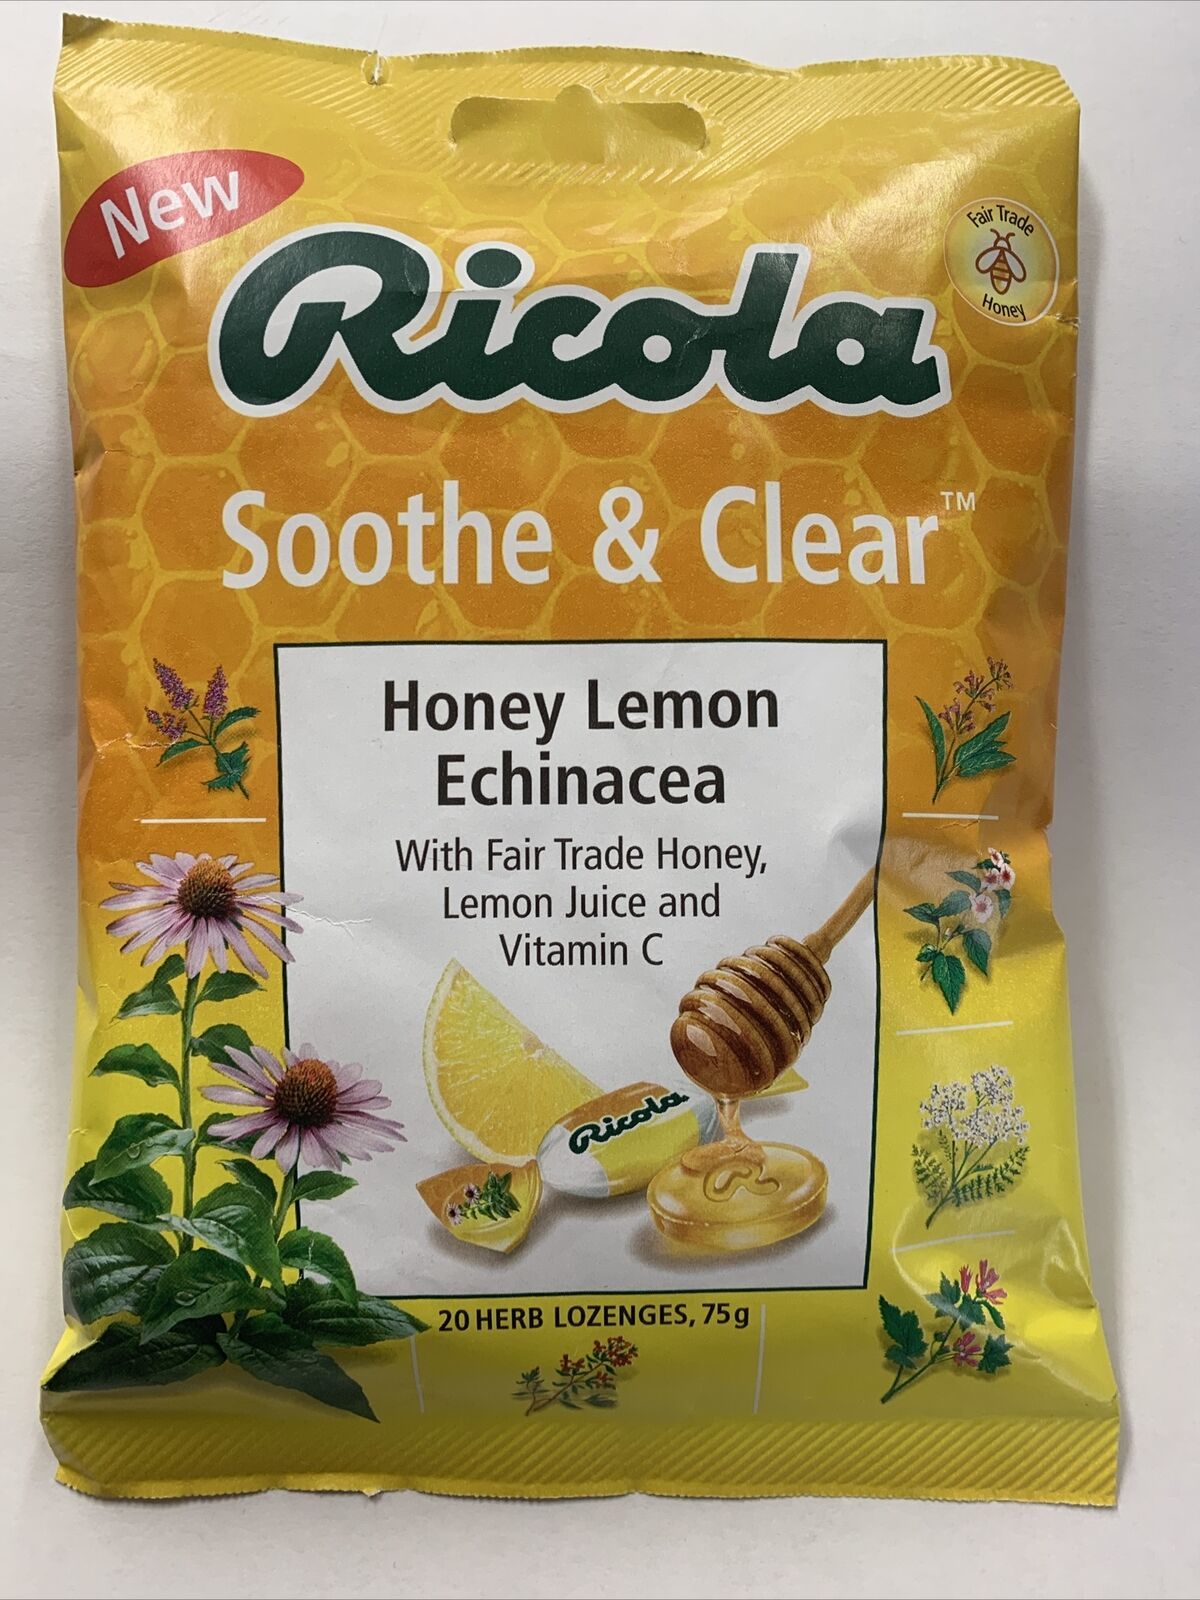 New
Fair Trade
Honey
Ricola
Soothe & Clear™
Honey Lemon
Echinacea
With Fair Trade Honey,
Lemon Juice and
Vitamin C
Ricola
20 HERB LOZENGES, 75g